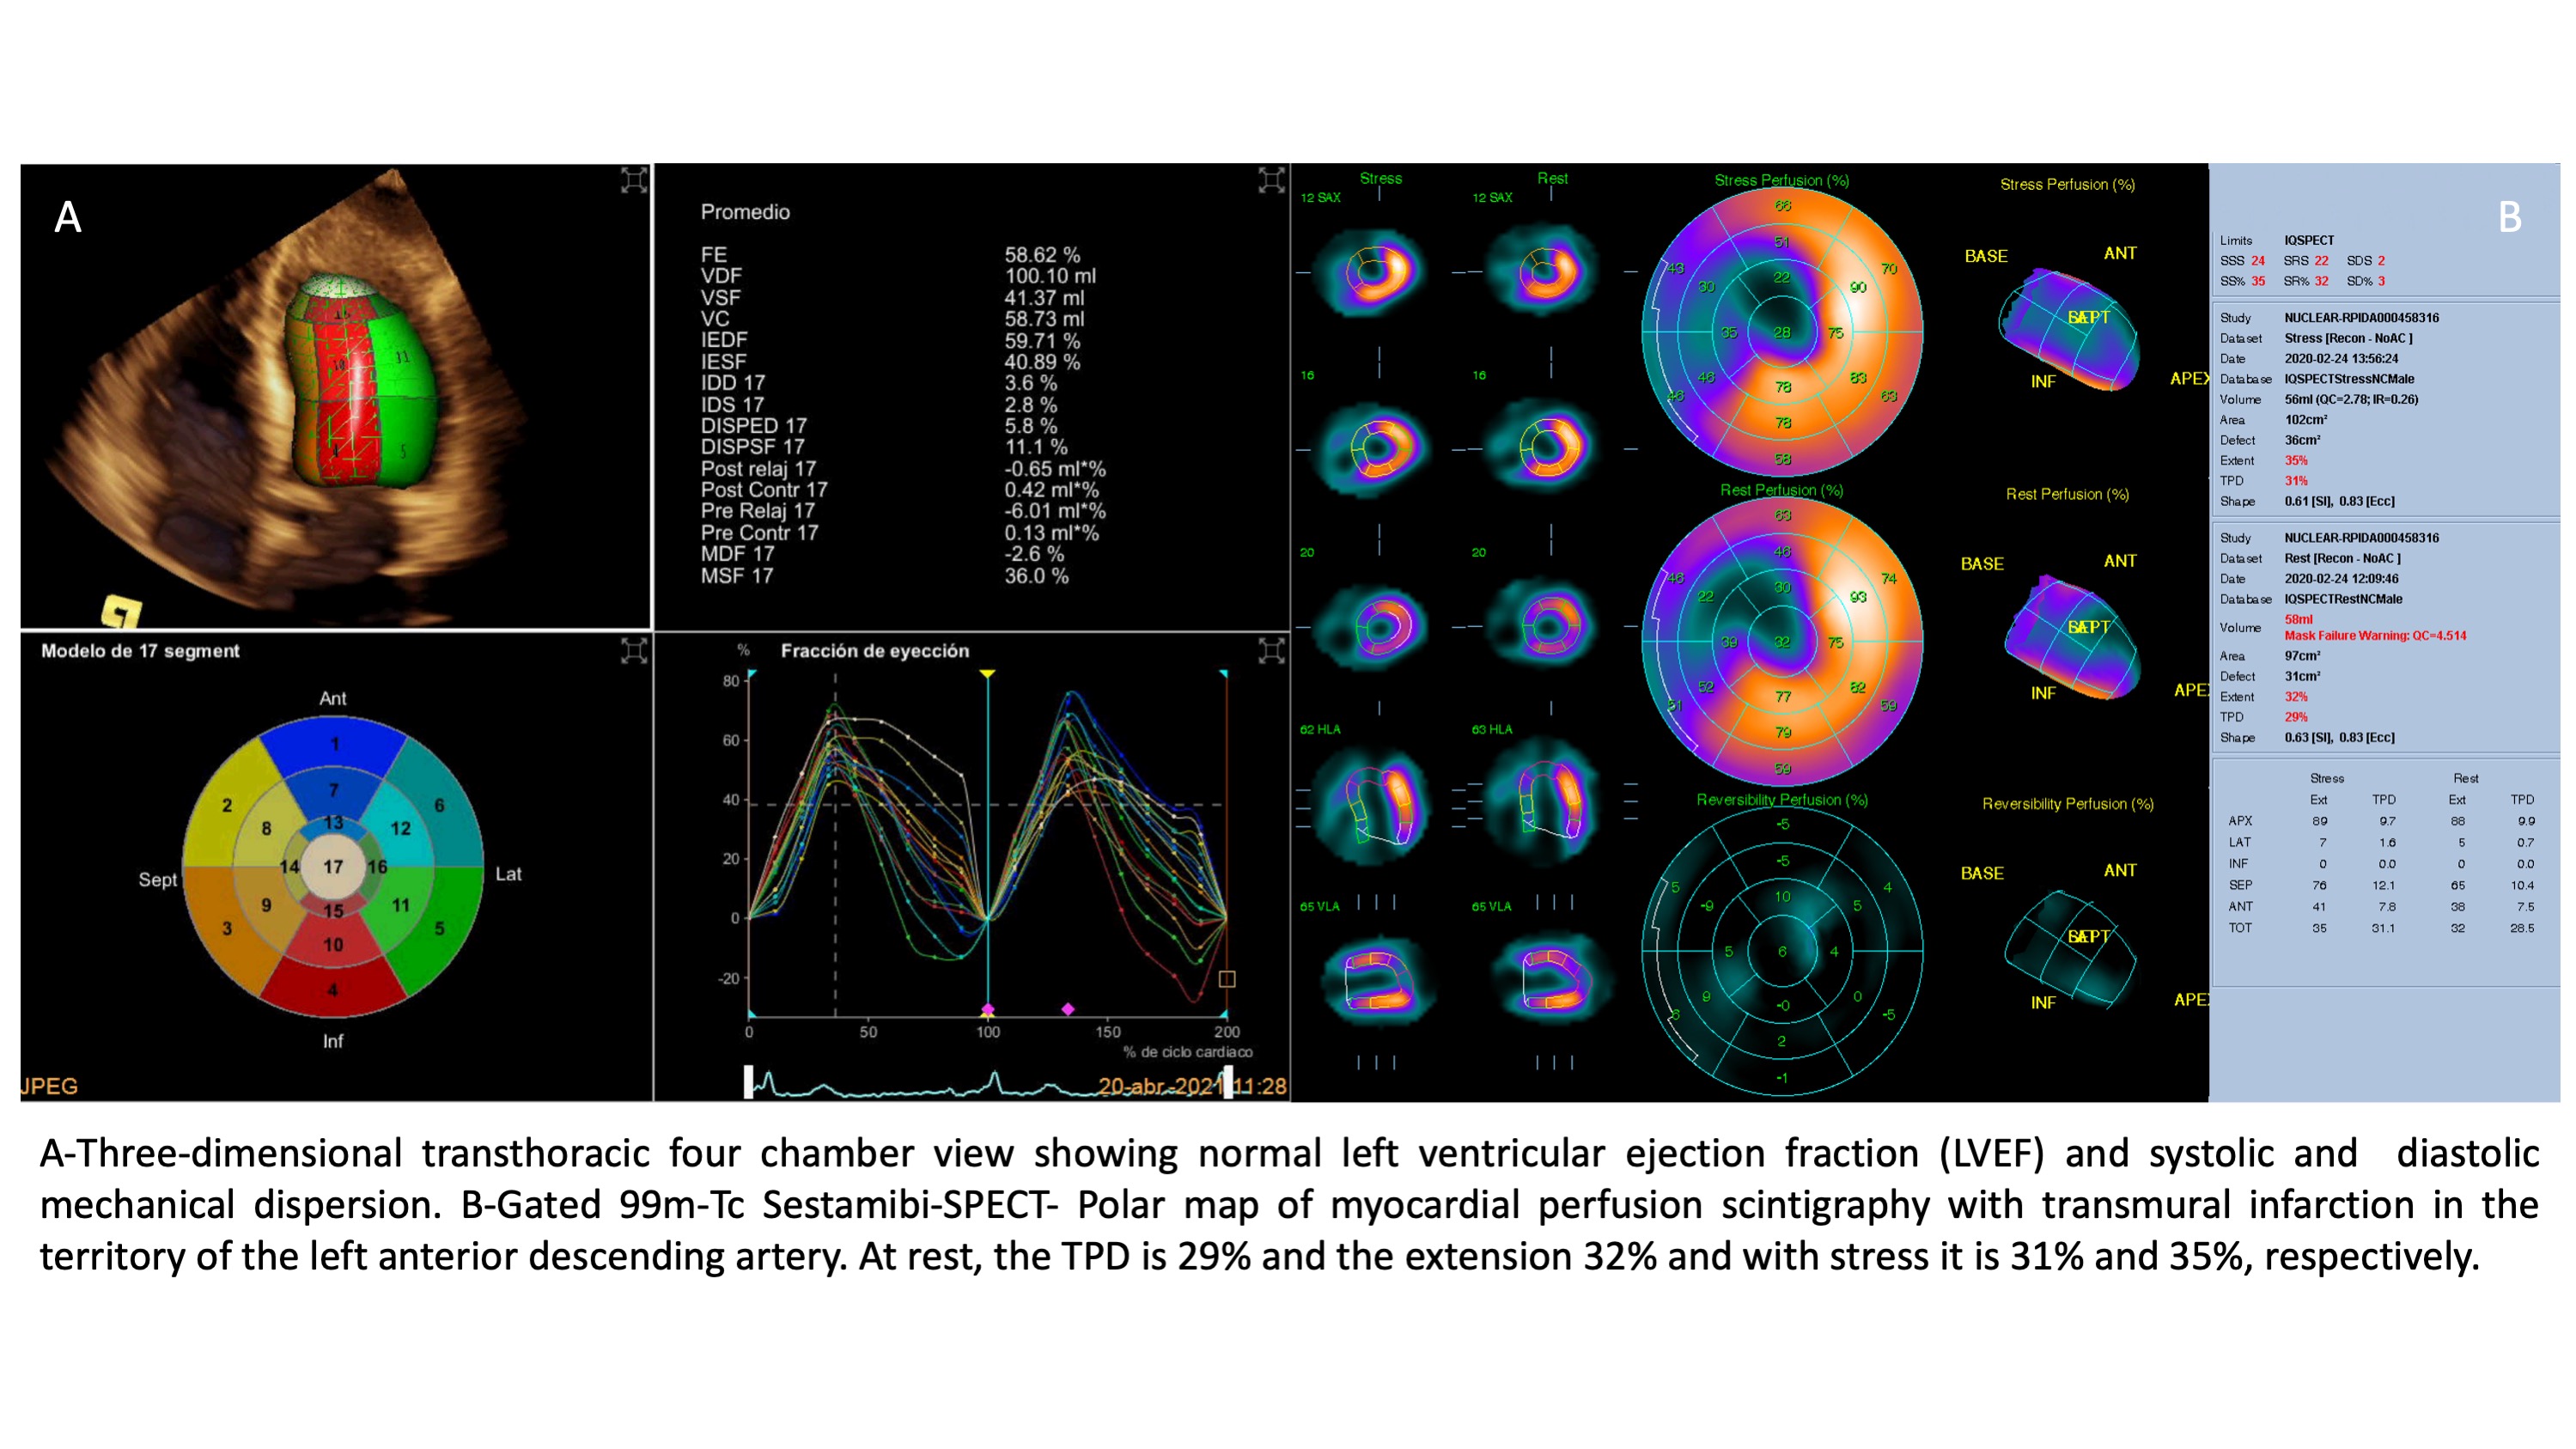 A
Promedio
FE 58.62 %
VDF 100.10 ml
VSF 41.37 ml
VC 58.73 ml
IEDF 59.71 %
IESF 40.89 %
IDD 17 3.6 %
IDS 17 2.8 %
DISPED 17 5.8 %
DISPSF 17 11.1 %
Post relaj 17 -0.65 ml*%
Post Contr 17 0.42 ml*%
Pre Relaj 17 -6.01 ml*%
Pre Contr 17 0.13 ml*%
MDF 17 -2.6 %
MSF 17 36.0 %
Modelo de 17 segment
Ant
1
2 7 6
8 13 12
Sept 14 17 16 Lat
9 15 11
3 10 5
4
Inf
JPEG
% Fracción de eyección
80
60
40
20
0
-20
0 50 100 150 200
% de ciclo cardiaco
20-abr.-2021 11:28
Stress Rest
12 SAX 12 SAX
16 16
20 20
62 HLA 63 HLA
65 VLA 65 VLA
Stress Perfusion (%)
66
51
43 22 70
30 90
35 28 75
46 83
46 78 63
78
58
Rest Perfusion (%)
63
46
46 30 74
22 93
39 32 75
52 82
51 77 59
79
59
Reversibility Perfusion (%)
-5
-5
5 10 4
-9 5
5 6 4
9 0
6 -0 -5
2
-1
Stress Perfusion (%)
BASE ANT
SEPT
INF APEX
Rest Perfusion (%)
BASE ANT
SEPT
INF APE
Reversibility Perfusion (%)
BASE ANT
SEPT
INF APE
B
Limits IQSPECT
SSS 24 SRS 22 SDS 2
SS% 35 SR% 32 SD% 3
Study NUCLEAR-RPIDA000458316
Dataset Stress [Recon - NoAC ]
Date 2020-02-24 13:56:24
Database IQSPECTStressNCMale
Volume 56ml (QC=2.78; IR=0.26)
Area 102cm²
Defect 36cm²
Extent 35%
TPD 31%
Shape 0.61 [SI], 0.83 [Ecc]
Study NUCLEAR-RPIDA000458316
Dataset Rest [Recon - NoAC ]
Date 2020-02-24 12:09:46
Database IQSPECTRestNCMale
Volume 58ml
Mask Failure Warning: QC=4.514
Area 97cm²
Defect 31cm²
Extent 32%
TPD 29%
Shape 0.63 [SI], 0.83 [Ecc]
Stress Rest
Ext TPD Ext TPD
APX 89 9.7 88 9.9
LAT 7 1.6 5 0.7
INF 0 0.0 0 0.0
SEP 76 12.1 65 10.4
ANT 41 7.8 38 7.5
TOT 35 31.1 32 28.5
A-Three-dimensional transthoracic four chamber view showing normal left ventricular ejection fraction (LVEF) and systolic and diastolic
mechanical dispersion. B-Gated 99m-Tc Sestamibi-SPECT- Polar map of myocardial perfusion scintigraphy with transmural infarction in the
territory of the left anterior descending artery. At rest, the TPD is 29% and the extension 32% and with stress it is 31% and 35%, respectively.